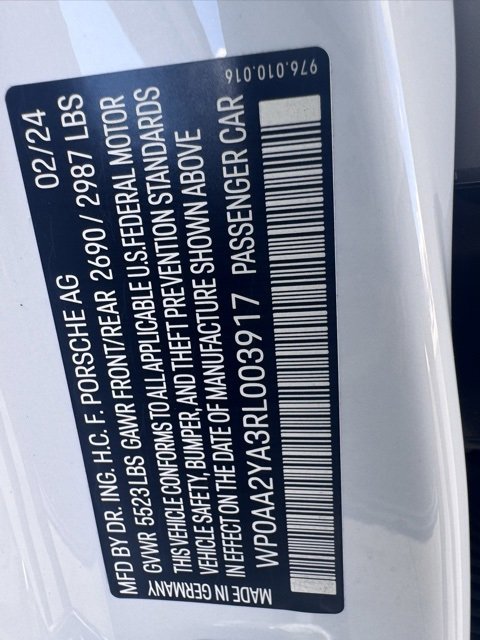 MFD BY DR. ING. H.C. F. PORSCHE AG 02/24
GVWR 5523 LBS GAWR FRONT/REAR 2690 / 2987 LBS
THIS VEHICLE CONFORMS TO ALL APPLICABLE U.S.FEDERAL MOTOR
VEHICLE SAFETY, BUMPER, AND THEFT PREVENTION STANDARDS
IN EFFECT ON THE DATE OF MANUFACTURE SHOWN ABOVE
WP0AA2YA3RL003917 PASSENGER CAR
MADE IN GERMANY 976.010.016